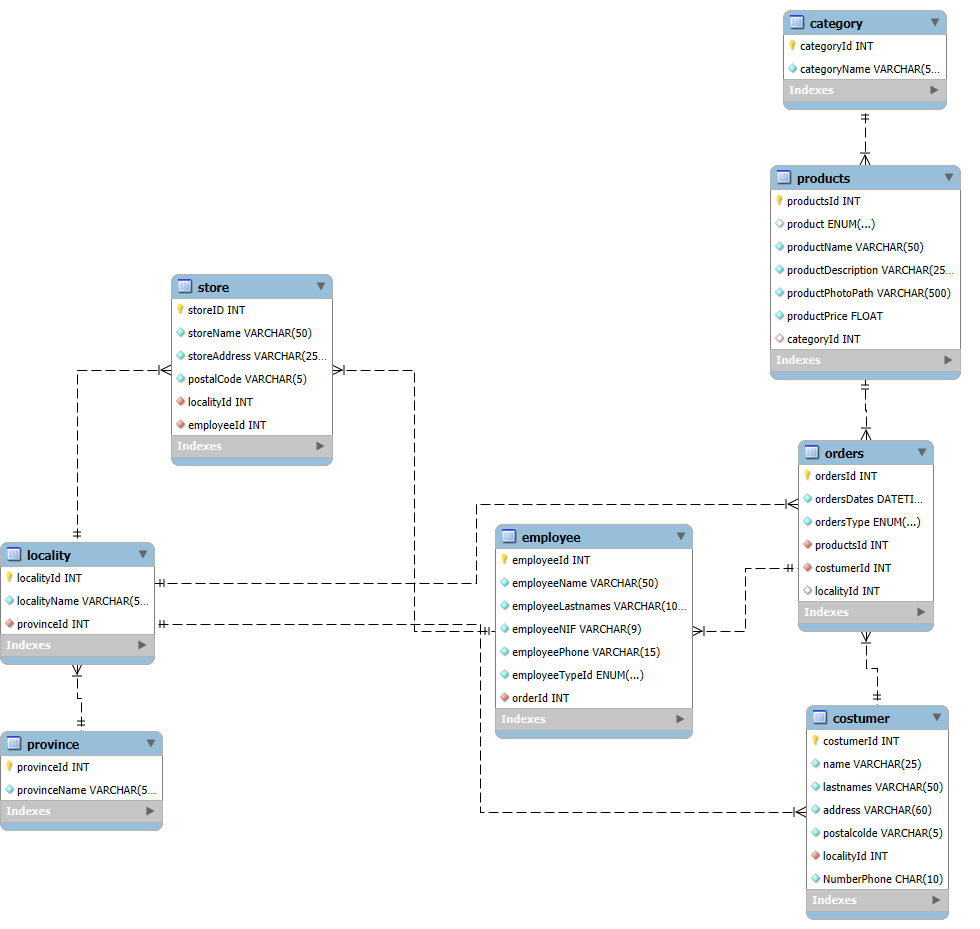 category
categoryId INT
categoryName VARCHAR(5...
Indexes
products
productsId INT
product ENUM(...)
productName VARCHAR(50)
productDescription VARCHAR(25...
productPhotoPath VARCHAR(500)
productPrice FLOAT
categoryId INT
Indexes
store
storeID INT
storeName VARCHAR(50)
storeAddress VARCHAR(25...
postalCode VARCHAR(5)
localityId INT
employeeId INT
Indexes
orders
ordersId INT
ordersDates DATETI...
ordersType ENUM(...)
productsId INT
costumerId INT
localityId INT
Indexes
employee
employeeId INT
employeeName VARCHAR(50)
employeeLastnames VARCHAR(10...
employeeNIF VARCHAR(9)
employeePhone VARCHAR(15)
employeeTypeId ENUM(...)
orderId INT
Indexes
locality
localityId INT
localityName VARCHAR(5...
provinceId INT
Indexes
province
provinceId INT
provinceName VARCHAR(5...
Indexes
costumer
costumerId INT
name VARCHAR(25)
lastnames VARCHAR(50)
address VARCHAR(60)
postalcolde VARCHAR(5)
localityId INT
NumberPhone CHAR(10)
Indexes